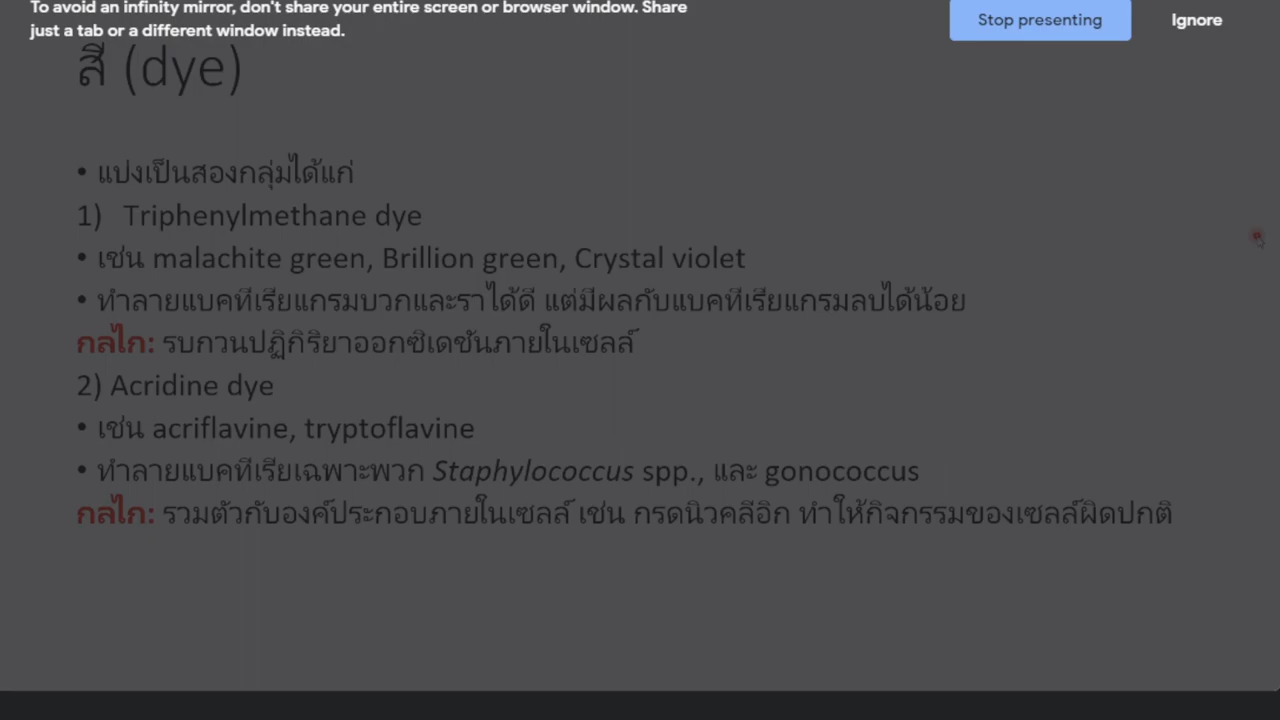 To avoid an infinity mirror, don't share your entire screen or browser window. Share
just a tab or a different window instead.
Stop presenting
Ignore
สี (dye)
• แบ่งเป็นสองกลุ่มได้แก่
1) Triphenylmethane dye
• เช่น malachite green, Brillion green, Crystal violet
• ทำลายแบคทีเรียแกรมบวกและราได้ดี แต่มีผลกับแบคทีเรียแกรมลบได้น้อย
กลไก: รบกวนปฏิกิริยาออกซิเดชันภายในเซลล์
2) Acridine dye
• เช่น acriflavine, tryptoflavine
• ทำลายแบคทีเรียเฉพาะพวก Staphylococcus spp., และ gonococcus
กลไก: รวมตัวกับองค์ประกอบภายในเซลล์ เช่น กรดนิวคลีอิก ทำให้กิจกรรมของเซลล์ผิดปกติ